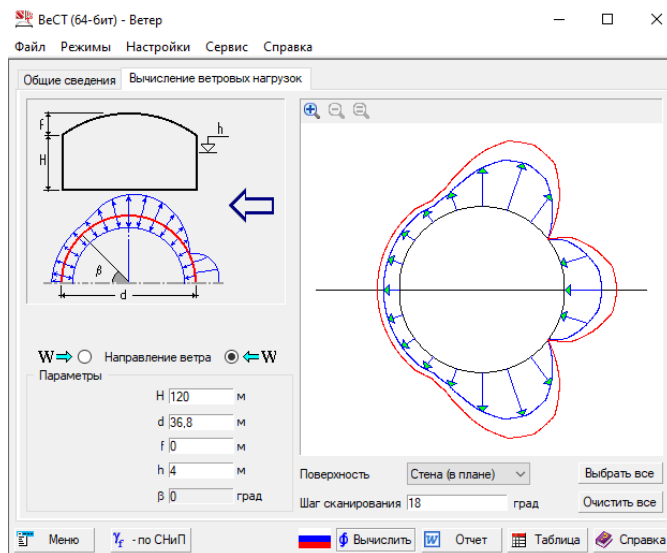 ВеСТ (64-бит) - Ветер
Файл Режимы Настройки Сервис Справка
Общие сведения Вычисление ветровых нагрузок
f
H
h
β
d
W Направление ветра W
Параметры
H 120 м
d 36,8 м
f 0 м
h 4 м
β 0 град
Поверхность Стена (в плане) Выбрать все
Шаг сканирования 18 град Очистить все
Меню γf - по СНиП Вычислить W Отчет Таблица Справка